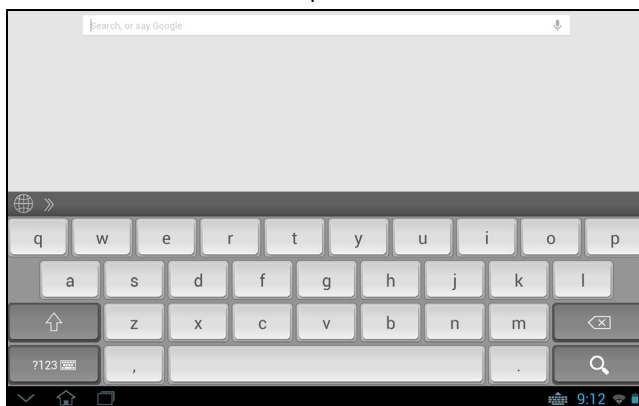 Search, or say Google
q w e r t y u i o p
a s d f g h j k l
z x c v b n m
?123 , .
9:12